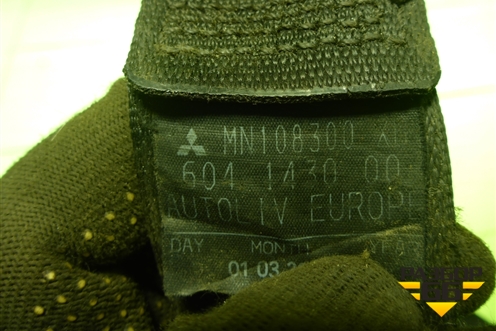 MN108300
604 1430 00
AUTOLIV EUROPE
DAY MONTH YEAR
01 03